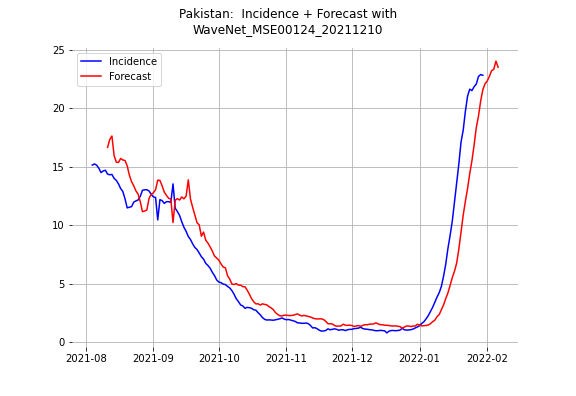 Pakistan:  Incidence + Forecast with
WaveNet_MSE00124_20211210
Incidence
Forecast
25
20
15
10
5
0
2021-08 2021-09 2021-10 2021-11 2021-12 2022-01 2022-02